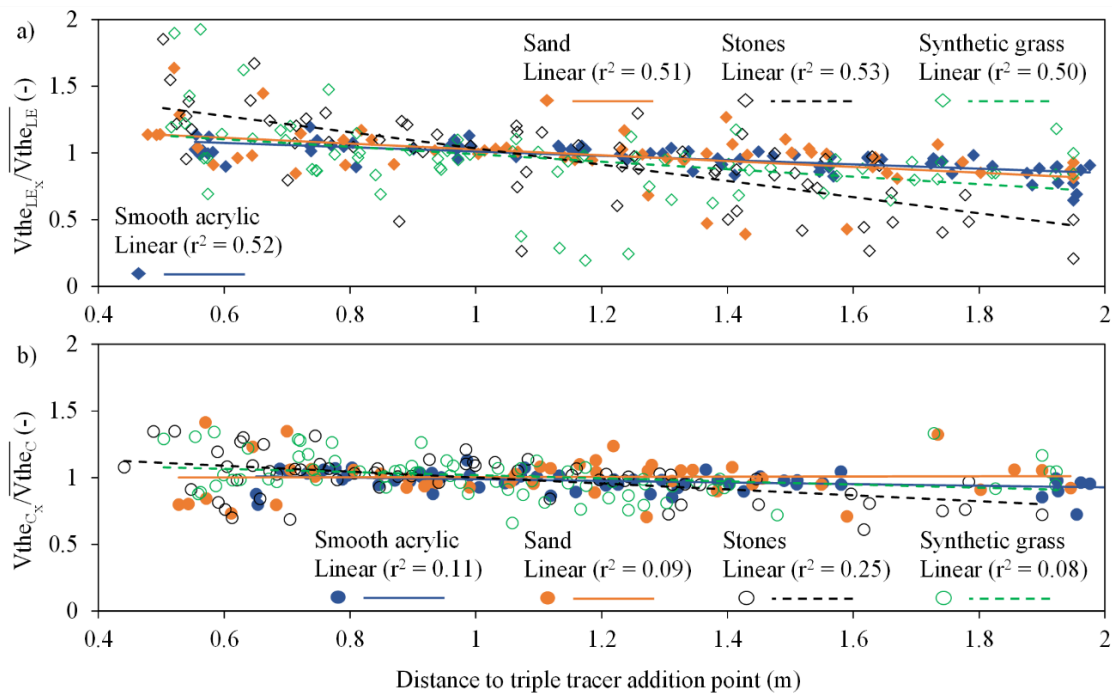 a)
Vthe_LE_X/V̅t̅h̅e̅_L̅E̅ (-)
2
1.5
1
0.5
0
Sand
Linear (r² = 0.51)
Stones
Linear (r² = 0.53)
Synthetic grass
Linear (r² = 0.50)
Smooth acrylic
Linear (r² = 0.52)
0.4 0.6 0.8 1 1.2 1.4 1.6 1.8 2
b)
Vthe_C_X/V̅t̅h̅e̅_C̅ (-)
2
1.5
1
0.5
0
Smooth acrylic
Linear (r² = 0.11)
Sand
Linear (r² = 0.09)
Stones
Linear (r² = 0.25)
Synthetic grass
Linear (r² = 0.08)
0.4 0.6 0.8 1 1.2 1.4 1.6 1.8 2
Distance to triple tracer addition point (m)